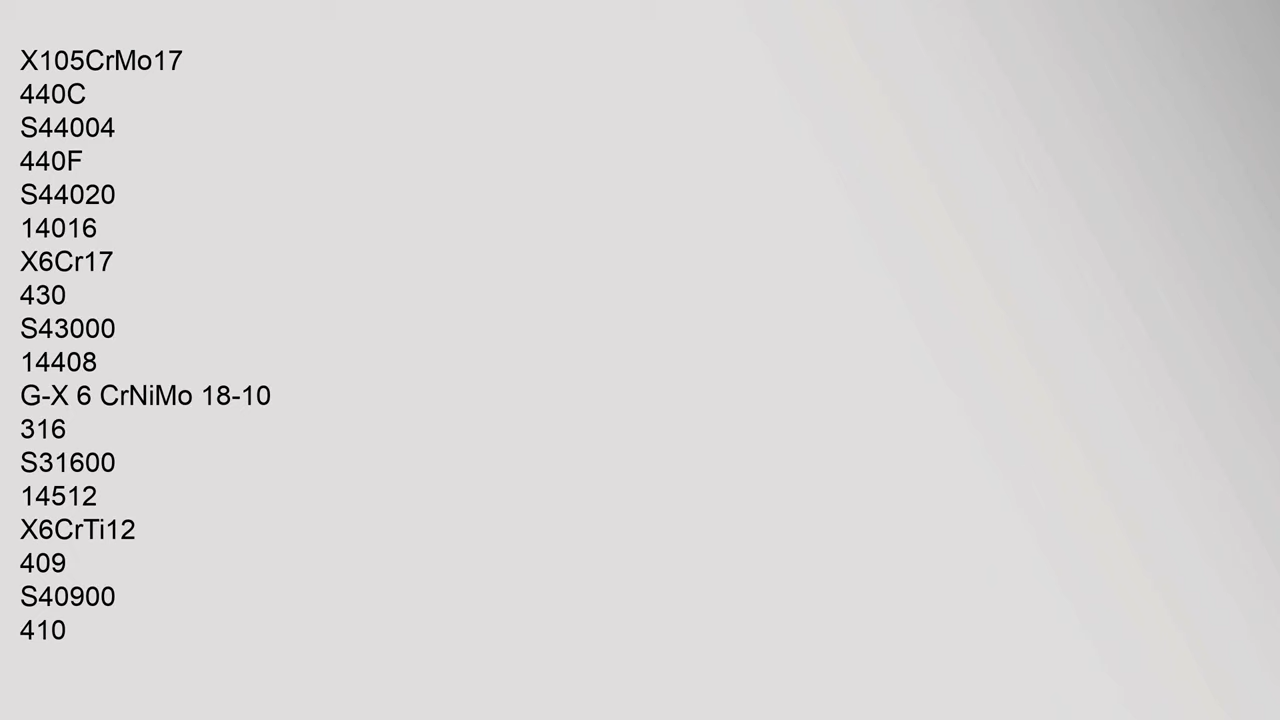 X105CrMo17
440C
S44004
440F
S44020
14016
X6Cr17
430
S43000
14408
G-X 6 CrNiMo 18-10
316
S31600
14512
X6CrTi12
409
S40900
410